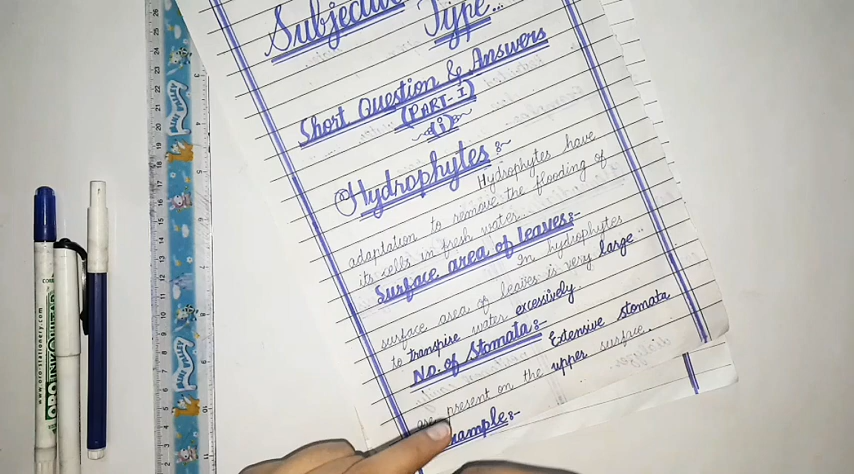 Subjective Type...
Short Question & Answers
(PART-I)
(i)
Hydrophytes:-
Hydrophytes have
adaptation to remove the flooding of
its cells in fresh water.
Surface area of leaves:-
In hydrophytes
surface area of leaves is very large..
to transpire water excessively.
No. of Stomata:-
Extensive stomata
are present on the upper surface.
Example:-